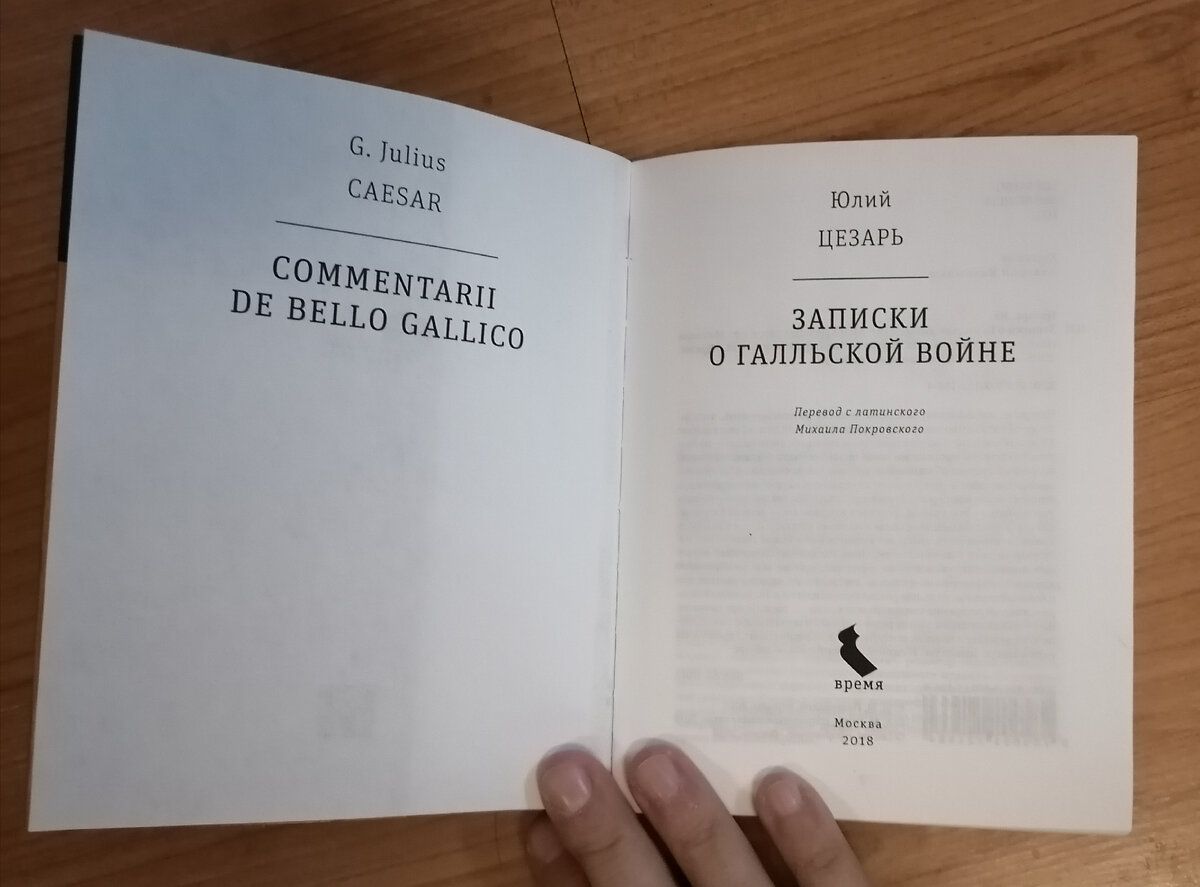 G. Julius
CAESAR
COMMENTARII
DE BELLO GALLICO
Юлий
ЦЕЗАРЬ
ЗАПИСКИ
О ГАЛЛЬСКОЙ ВОЙНЕ
Перевод с латинского
Михаила Покровского
время
Москва
2018